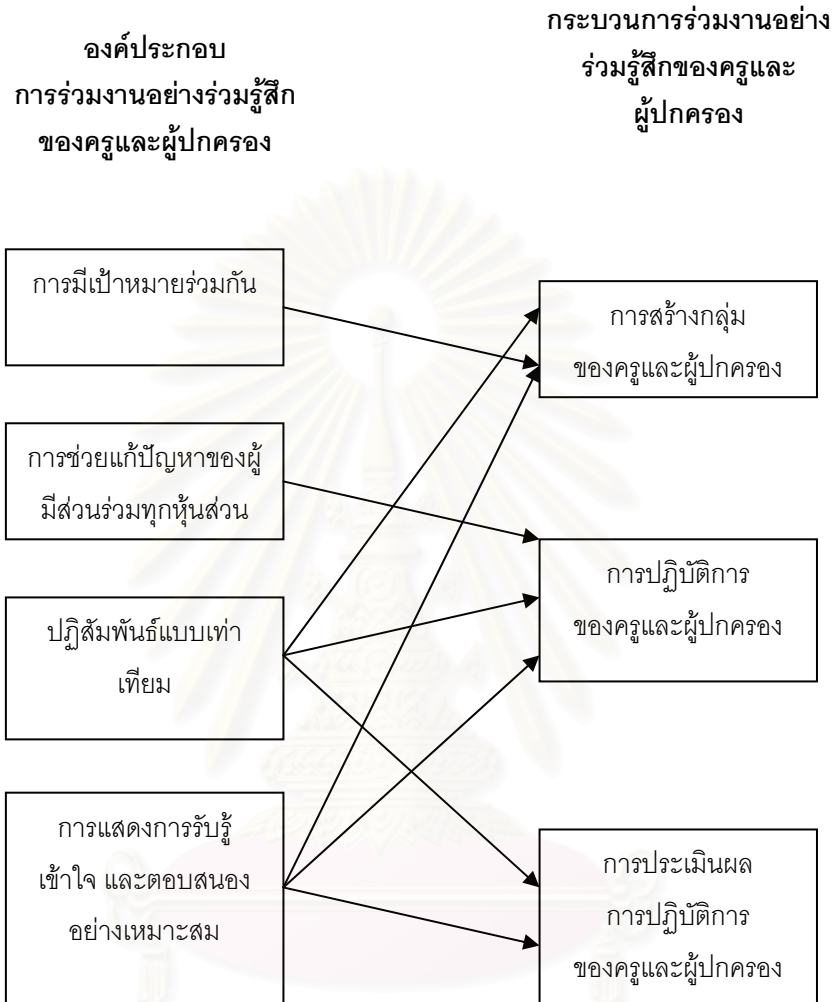 องค์ประกอบ
การร่วมงานอย่างร่วมรู้สึก
ของครูและผู้ปกครอง
กระบวนการร่วมงานอย่าง
ร่วมรู้สึกของครูและ
ผู้ปกครอง
การมีเป้าหมายร่วมกัน
การช่วยแก้ปัญหาของผู้
มีส่วนร่วมทุกหุ้นส่วน
ปฏิสัมพันธ์แบบเท่า
เทียม
การแสดงการรับรู้
เข้าใจ และตอบสนอง
อย่างเหมาะสม
การสร้างกลุ่ม
ของครูและผู้ปกครอง
การปฏิบัติการ
ของครูและผู้ปกครอง
การประเมินผล
การปฏิบัติการ
ของครูและผู้ปกครอง